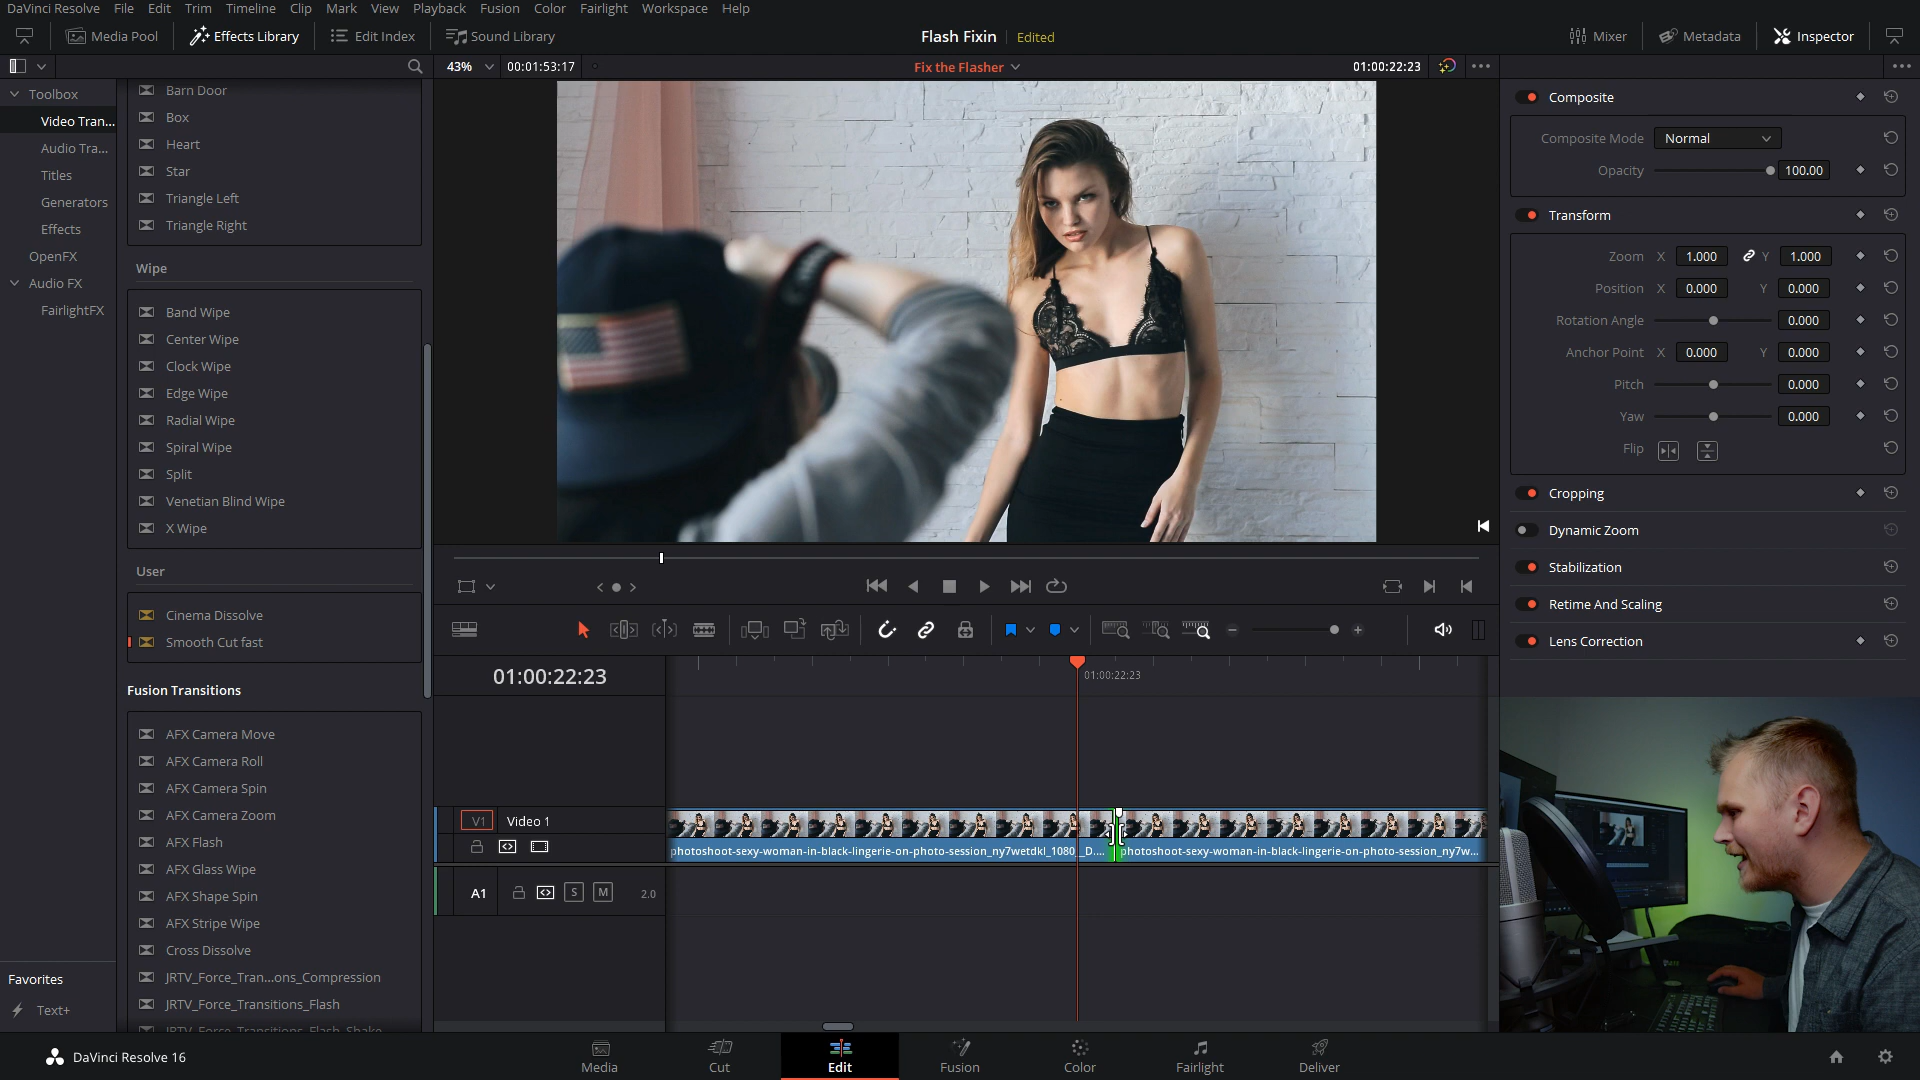 DaVinci Resolve File Edit Trim Timeline Clip Mark View Playback Fusion Color Fairlight Workspace Help
Media Pool Effects Library Edit Index Sound Library Flash Fixin Edited Mixer Metadata Inspector
43% 00:01:53:17 Fix the Flasher 01:00:22:23
Toolbox
Video Tran...
Audio Tra...
Titles
Generators
Effects
OpenFX
Audio FX
FairlightFX
Favorites
Text+
Barn Door
Box
Heart
Star
Triangle Left
Triangle Right
Wipe
Band Wipe
Center Wipe
Clock Wipe
Edge Wipe
Radial Wipe
Spiral Wipe
Split
Venetian Blind Wipe
X Wipe
User
Cinema Dissolve
Smooth Cut fast
Fusion Transitions
AFX Camera Move
AFX Camera Roll
AFX Camera Spin
AFX Camera Zoom
AFX Flash
AFX Glass Wipe
AFX Shape Spin
AFX Stripe Wipe
Cross Dissolve
JRTV_Force_Tran...ons_Compression
JRTV_Force_Transitions_Flash
JRTV_Force_Transitions_Flash_Shake
01:00:22:23
01:00:22:23
V1 Video 1
photoshoot-sexy-woman-in-black-lingerie-on-photo-session_ny7wetdkl_1080__D....
photoshoot-sexy-woman-in-black-lingerie-on-photo-session_ny7w...
A1 S M 2.0
Composite
Composite Mode Normal
Opacity 100.00
Transform
Zoom X 1.000 Y 1.000
Position X 0.000 Y 0.000
Rotation Angle 0.000
Anchor Point X 0.000 Y 0.000
Pitch 0.000
Yaw 0.000
Flip
Cropping
Dynamic Zoom
Stabilization
Retime And Scaling
Lens Correction
DaVinci Resolve 16
Media Cut Edit Fusion Color Fairlight Deliver